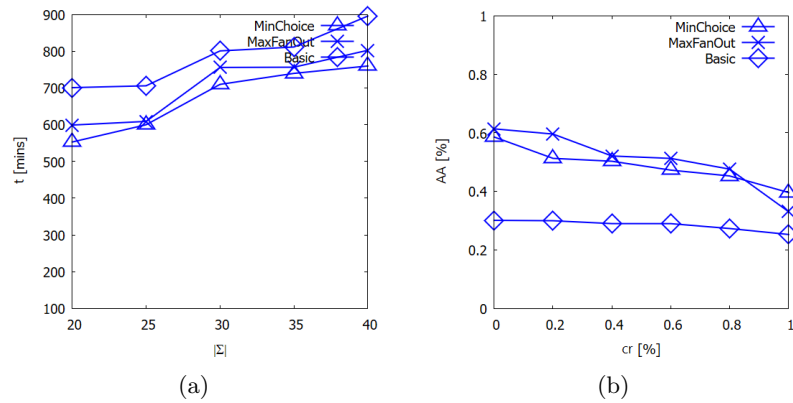 900
800
700
600
500
400
300
200
100
20 25 30 35 40
t [mins]
|Σ|
MinChoice
MaxFanOut
Basic
(a)
1
0.8
0.6
0.4
0.2
0
0 0.2 0.4 0.6 0.8 1
AA [%]
cr [%]
MinChoice
MaxFanOut
Basic
(b)